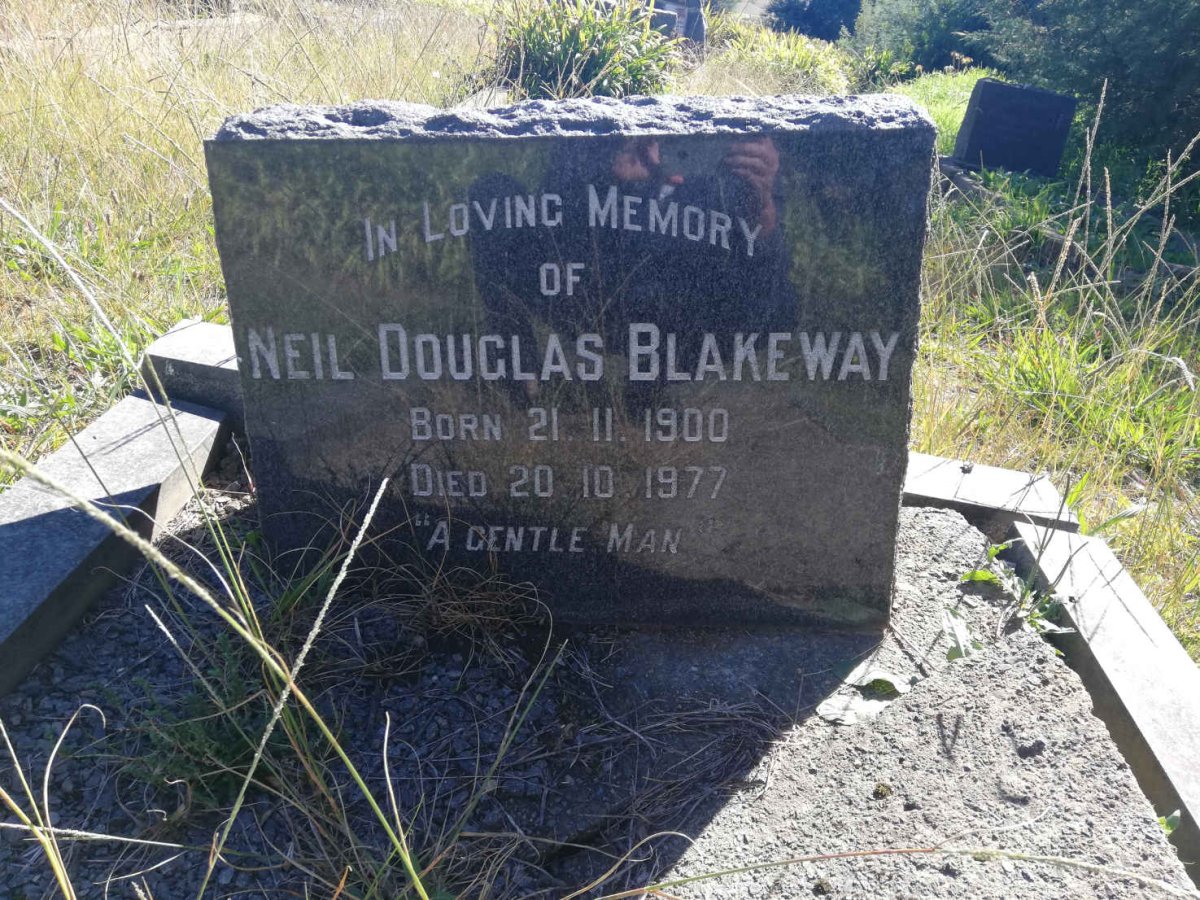 In Loving Memory
OF
Neil Douglas Blakeway
Born 21. 11. 1900
Died 20 10 1977
"A Gentle Man"